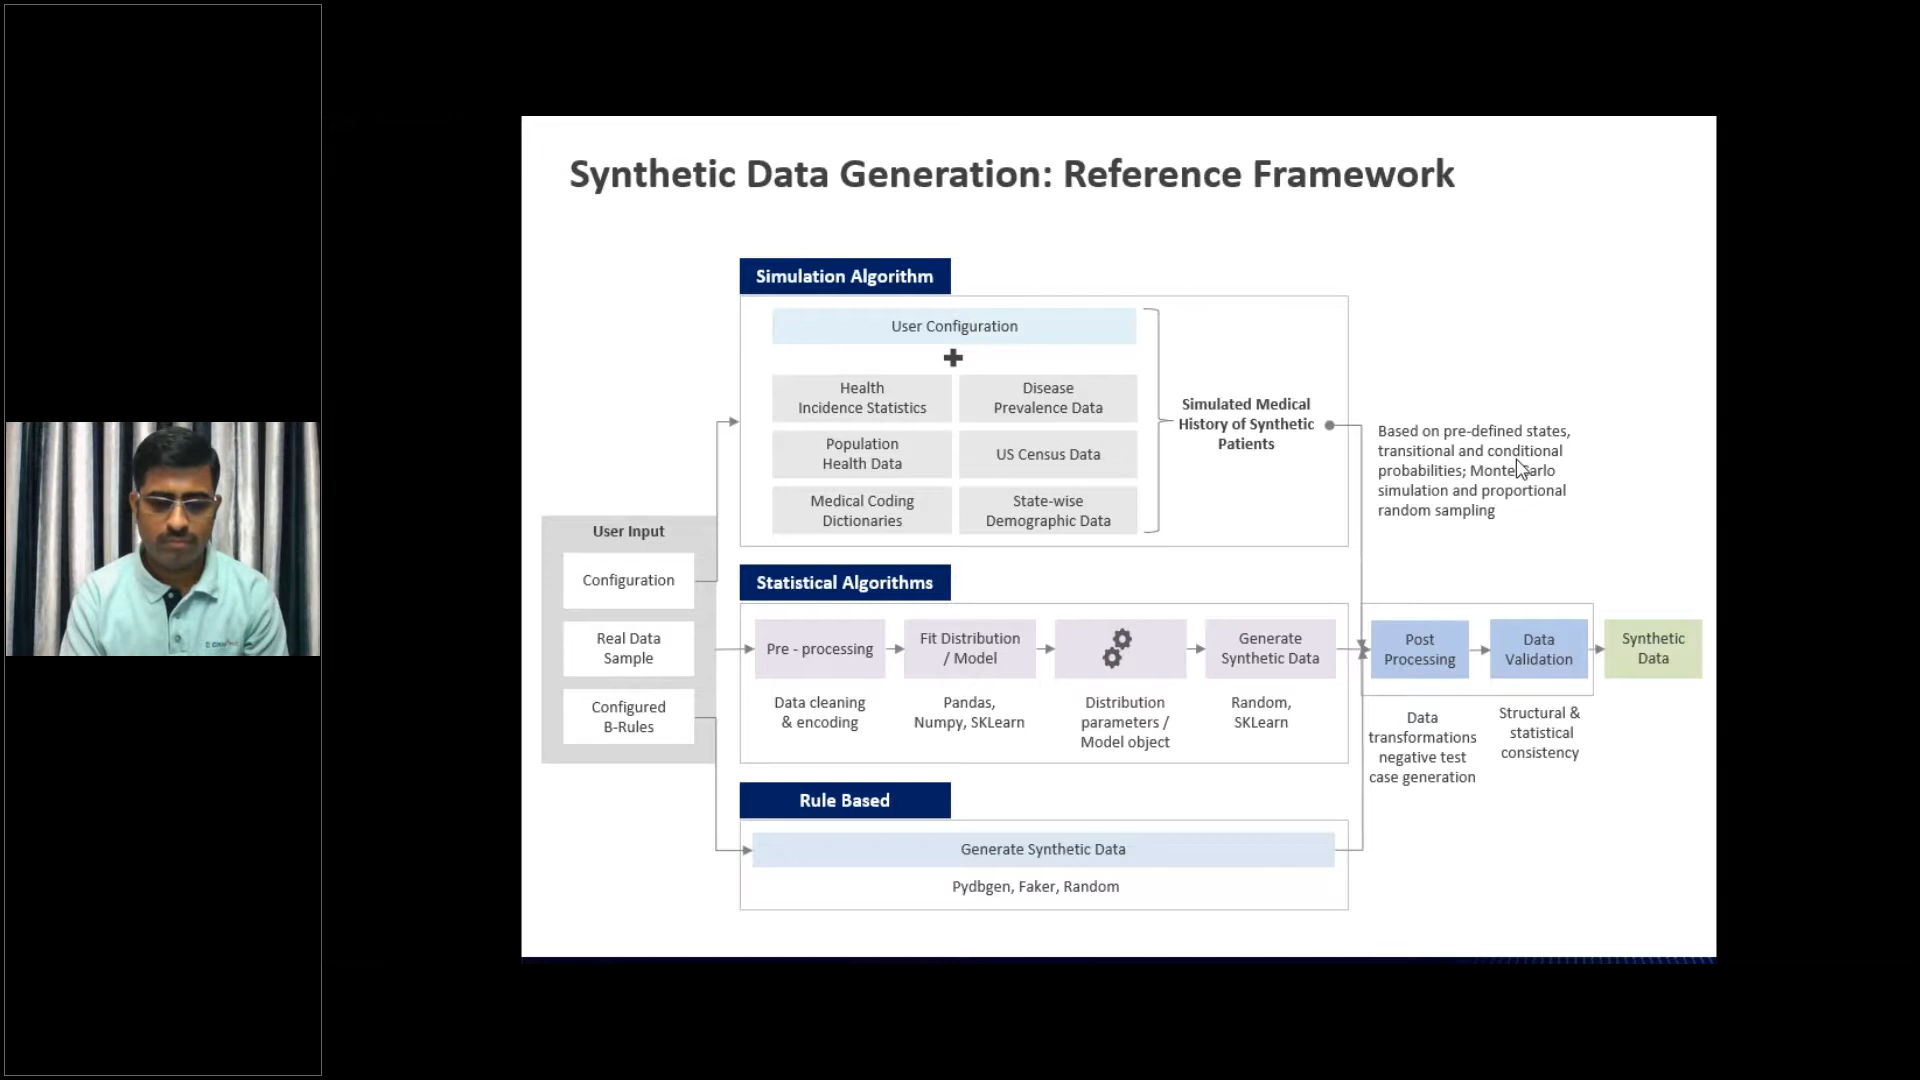 Synthetic Data Generation: Reference Framework
Simulation Algorithm
User Configuration
Health
Incidence Statistics
Disease
Prevalence Data
Population
Health Data
US Census Data
Medical Coding
Dictionaries
State-wise
Demographic Data
Simulated Medical
History of Synthetic
Patients
Based on pre-defined states,
transitional and conditional
probabilities; Monte Carlo
simulation and proportional
random sampling
User Input
Configuration
Real Data
Sample
Configured
B-Rules
Statistical Algorithms
Pre - processing
Fit Distribution
/ Model
Generate
Synthetic Data
Data cleaning
& encoding
Pandas,
Numpy, SKLearn
Distribution
parameters /
Model object
Random,
SKLearn
Post
Processing
Data
Validation
Synthetic
Data
Data
transformations
negative test
case generation
Structural &
statistical
consistency
Rule Based
Generate Synthetic Data
Pydbgen, Faker, Random